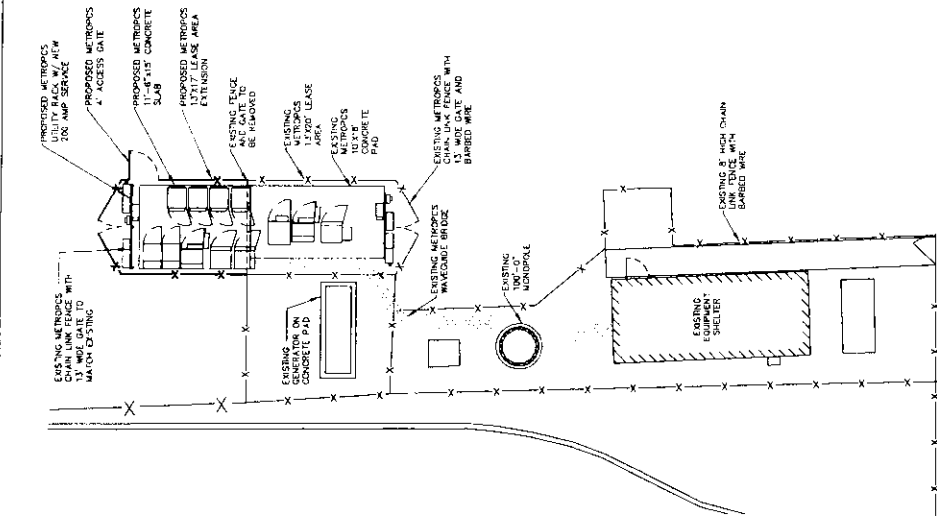 PROPOSED METROPCS
UTILITY RACK W/ NEW
200 AMP SERVICE
PROPOSED METROPCS
4' ACCESS GATE
PROPOSED METROPCS
11'-6"x15' CONCRETE
SLAB
PROPOSED METROPCS
13'X17' LEASE AREA
EXTENSION
EXISTING FENCE
AND GATE TO
BE REMOVED
EXISTING
METROPCS
13'X20' LEASE
AREA
EXISTING
METROPCS
10'X18'
CONCRETE
PAD
EXISTING METROPCS
CHAIN LINK FENCE WITH
13' WIDE GATE AND
BARBED WIRE
EXISTING 8' HIGH CHAIN
LINK FENCE WITH
BARBED WIRE
EXISTING METROPCS
CHAIN LINK FENCE WITH
13' WIDE GATE TO
MATCH EXISTING
EXISTING
GENERATOR ON
CONCRETE PAD
EXISTING METROPCS
WAVEGUIDE BRIDGE
EXISTING
100'-0"
MONOPOLE
EXISTING
EQUIPMENT
SHELTER